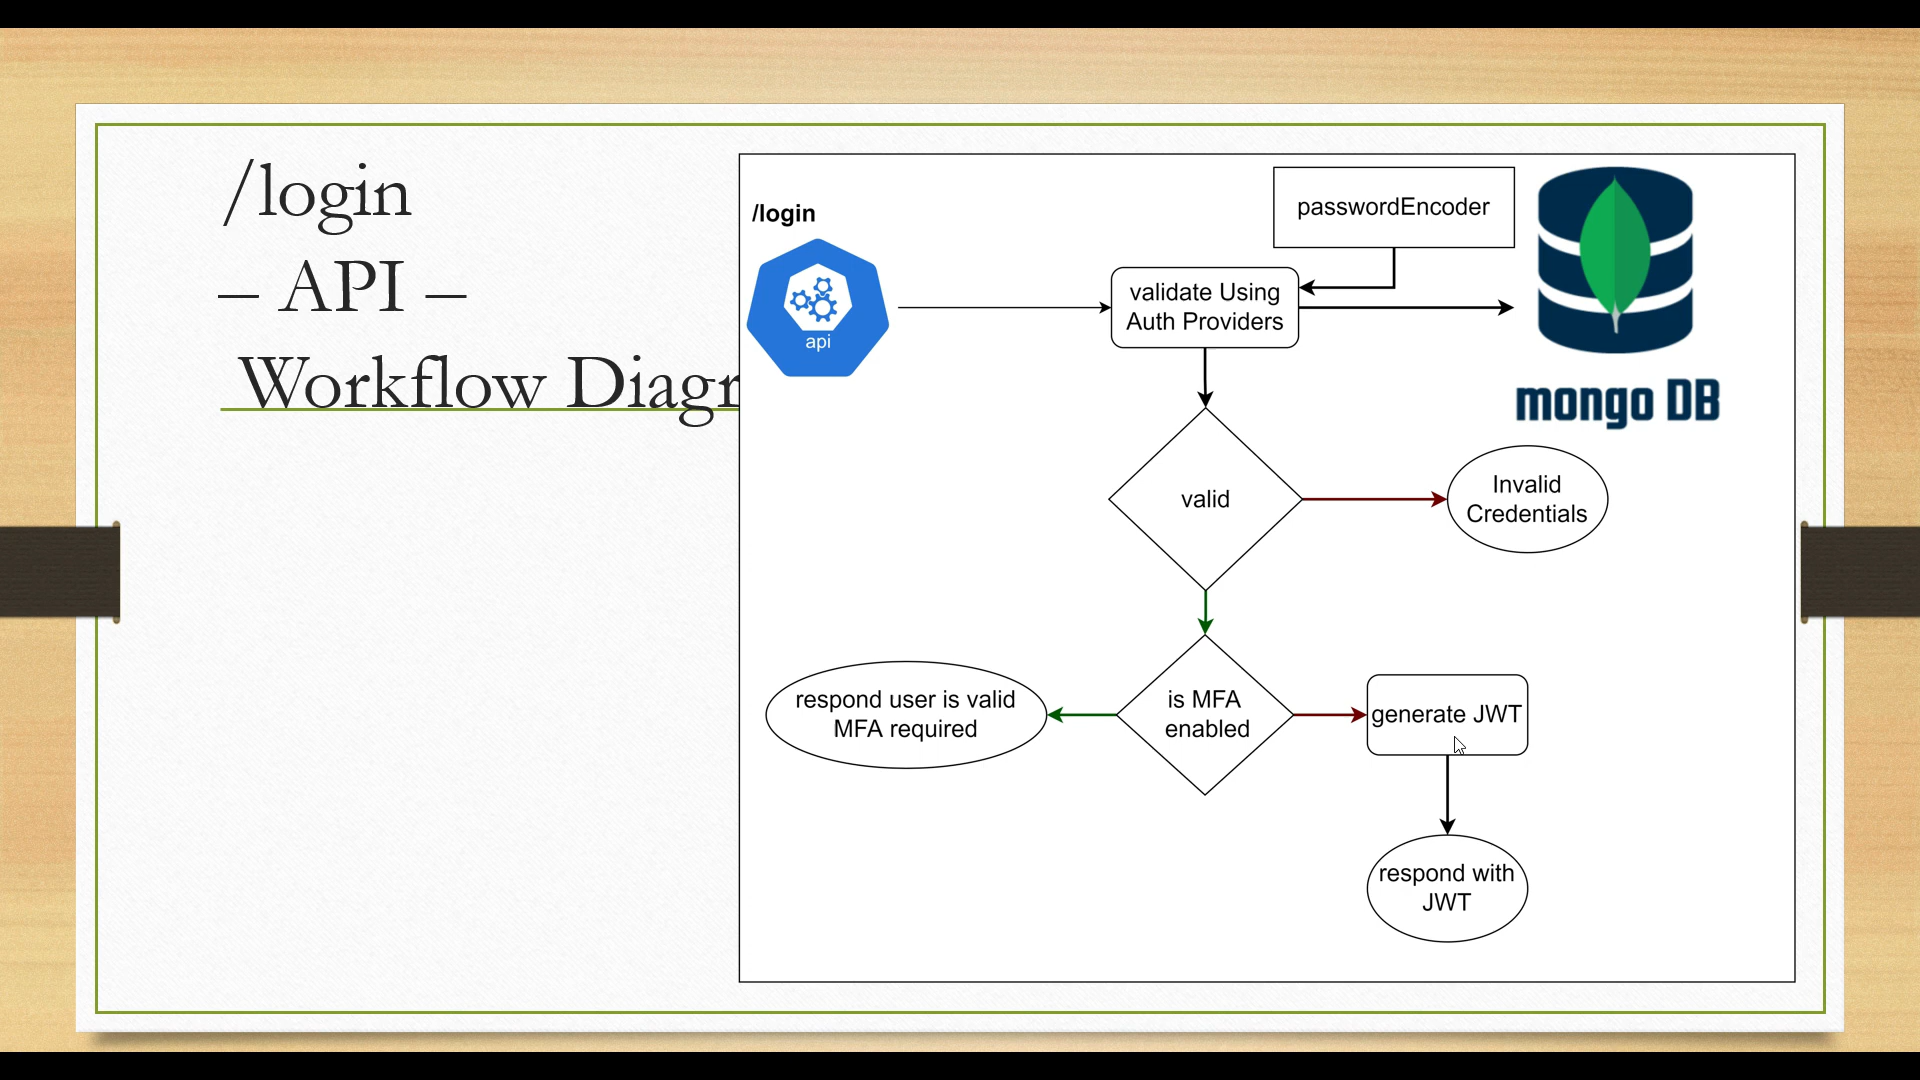 /login
– API –
Workflow Diagr
/login
api
passwordEncoder
validate Using
Auth Providers
mongo DB
valid
Invalid
Credentials
is MFA
enabled
respond user is valid
MFA required
generate JWT
respond with
JWT